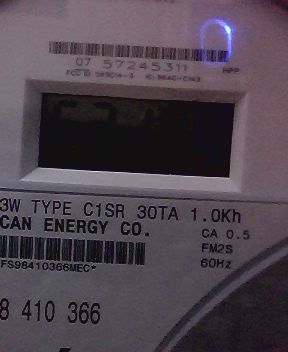 07 57245311
HPP
3W TYPE C1SR 30TA 1.0Kh
CAN ENERGY CO.
CA 0.5
FM2S
60Hz
FS98410366MEC*
8 410 366